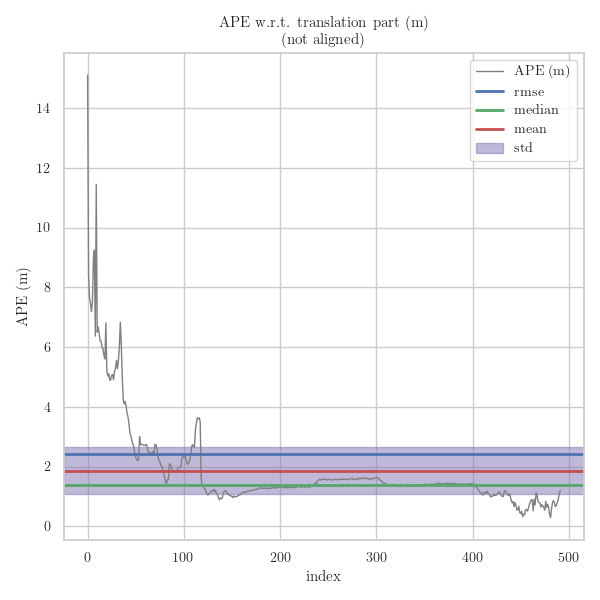 APE w.r.t. translation part (m)
(not aligned)
APE (m)
rmse
median
mean
std
14
12
10
8
6
4
2
0
APE (m)
0
100
200
300
400
500
index